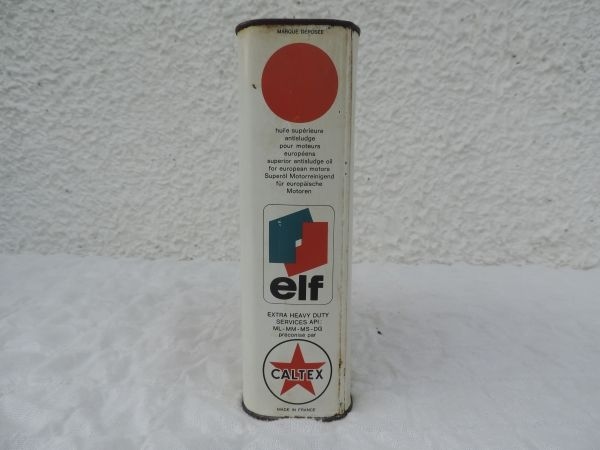 MARQUE DÉPOSÉE
huile supérieure
antisludge
pour moteurs
européens
superior antisludge oil
for european motors
Superöl Motorreinigend
für europäische
Motoren
elf
EXTRA HEAVY DUTY
SERVICES API:
ML-MM-MS-DG
préconisé par
CALTEX
MADE IN FRANCE